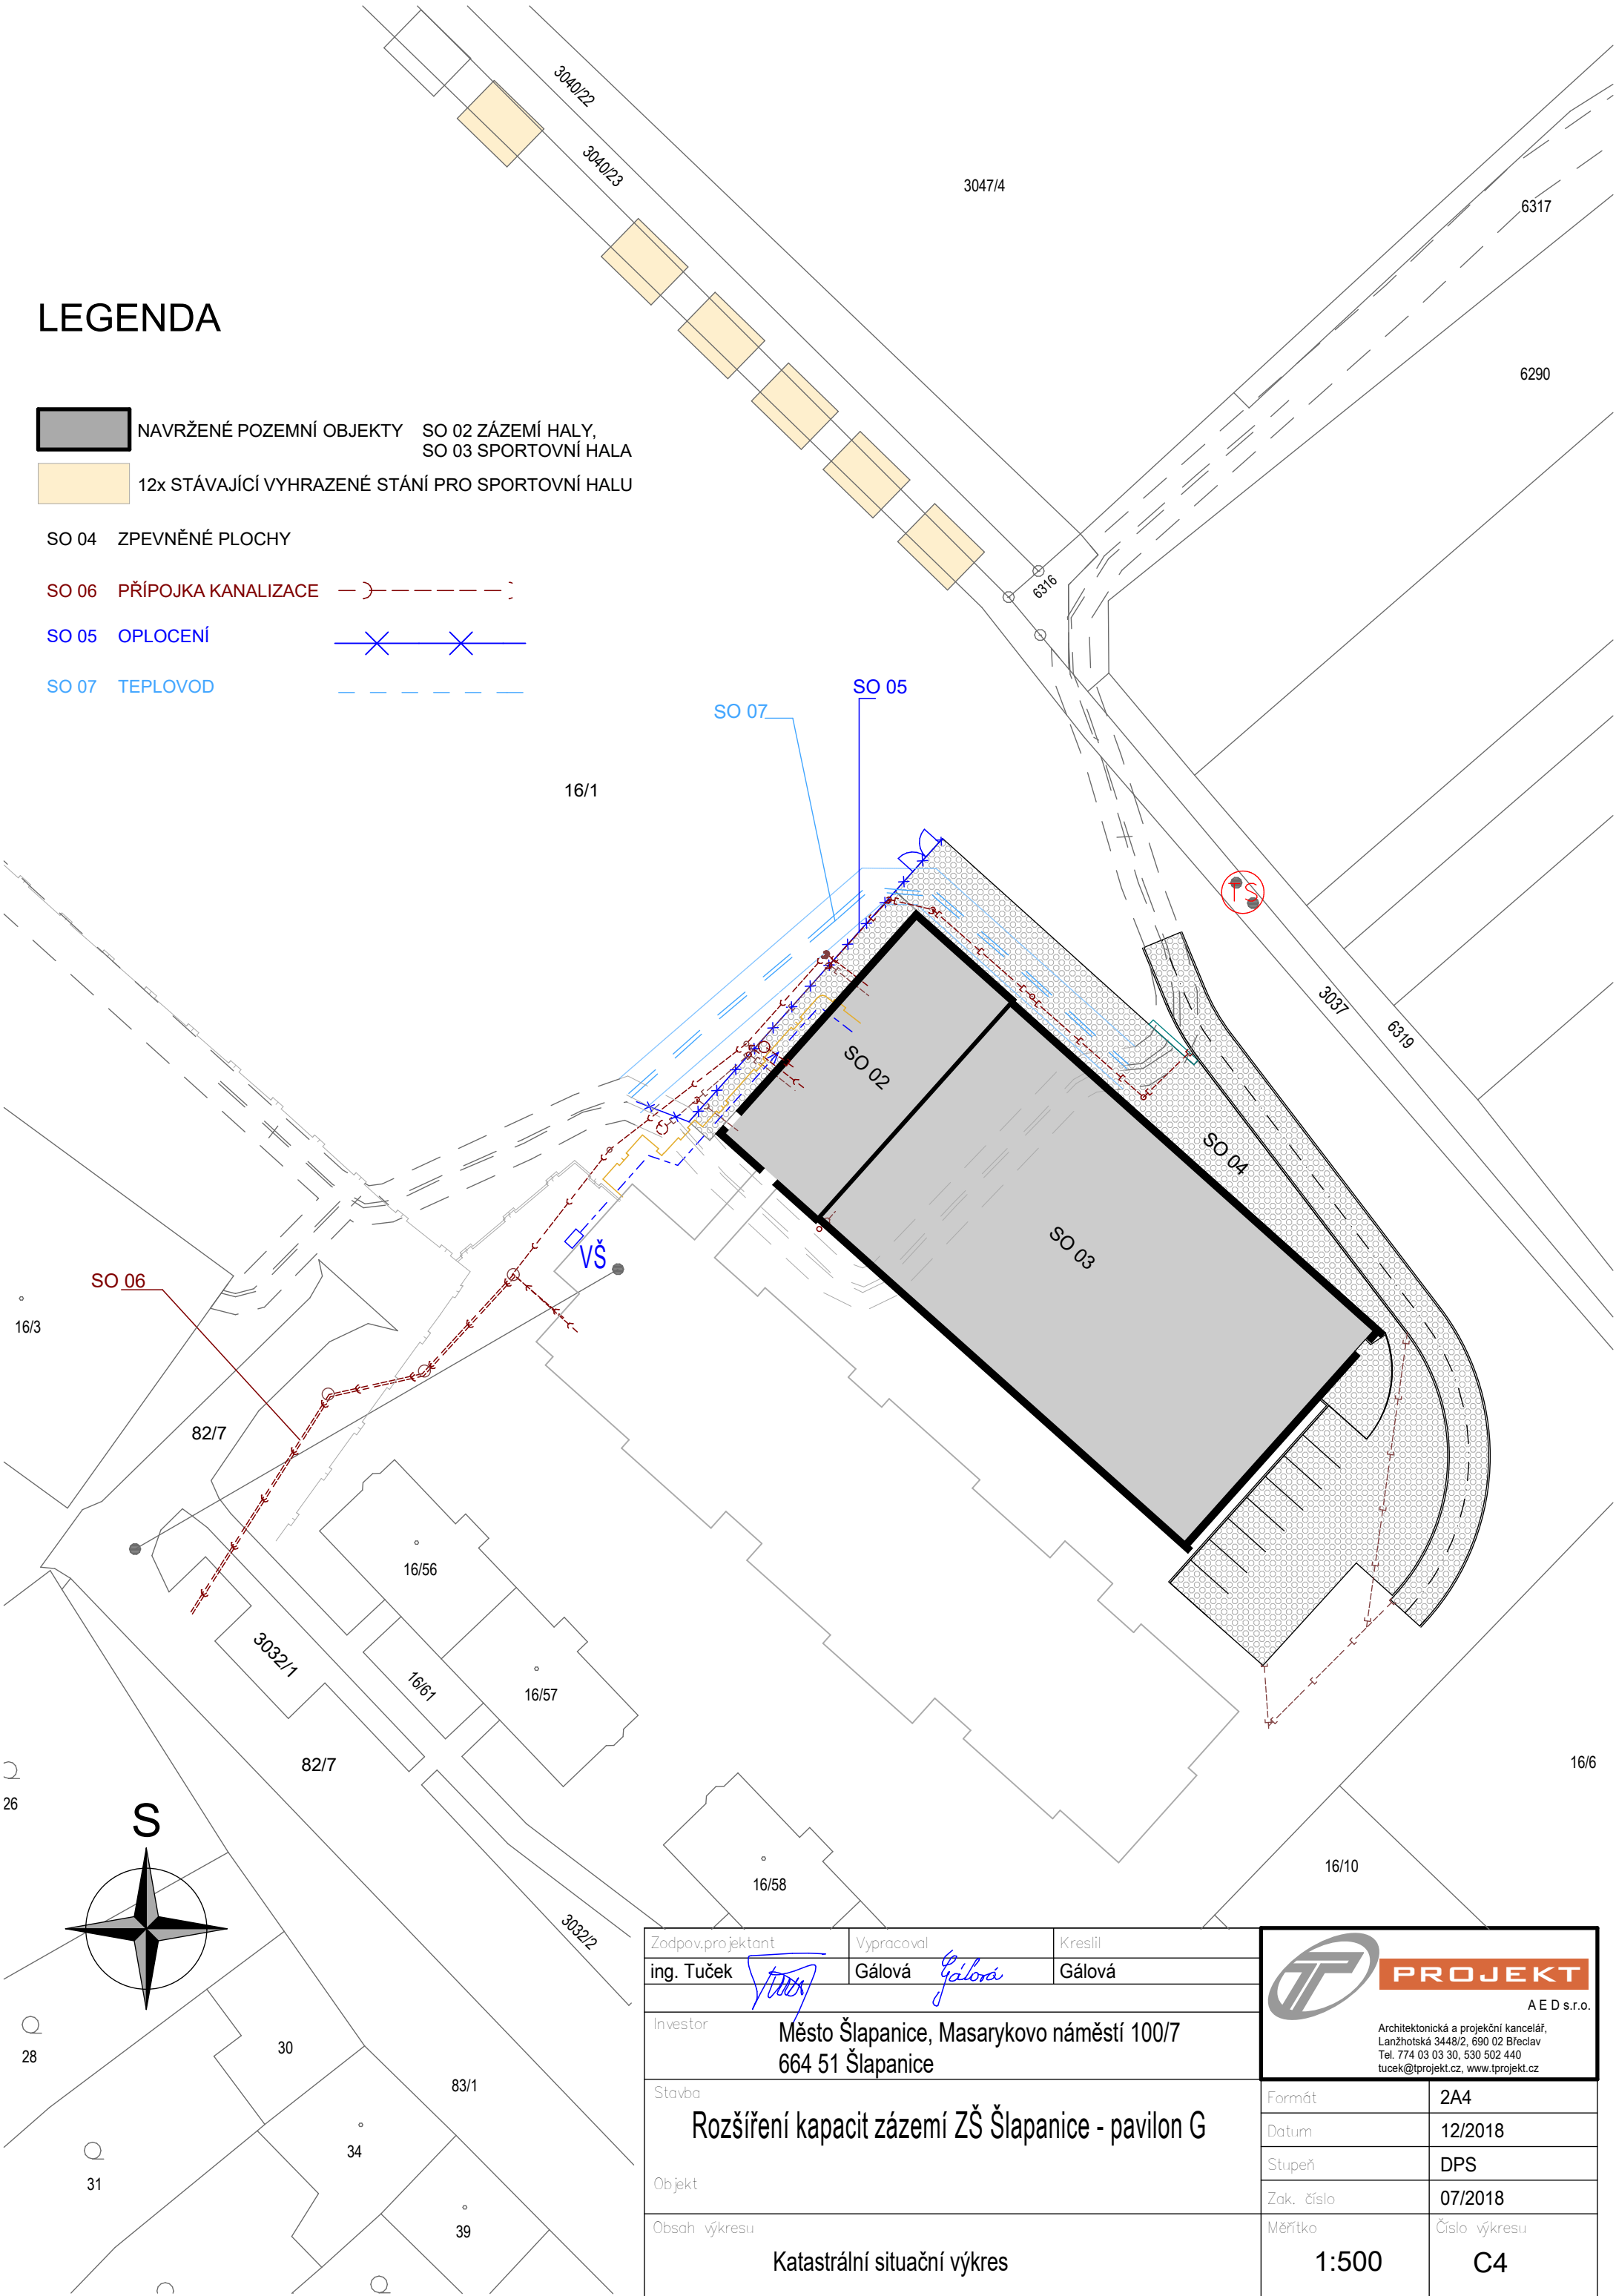 3040/22
3040/23
3047/4
6317
6290
LEGENDA
NAVRŽENÉ POZEMNÍ OBJEKTY SO 02 ZÁZEMÍ HALY,
SO 03 SPORTOVNÍ HALA
12x STÁVAJÍCÍ VYHRAZENÉ STÁNÍ PRO SPORTOVNÍ HALU
SO 04 ZPEVNĚNÉ PLOCHY
SO 06 PŘÍPOJKA KANALIZACE
SO 05 OPLOCENÍ
SO 07 TEPLOVOD
6316
SO 05
SO 07
16/1
TS
3037
6319
SO 02
SO 04
SO 03
VŠ
SO 06
16/3
82/7
16/56
3032/1
16/61
16/57
82/7
16/6
26
S
16/10
16/58
3032/2
28
30
83/1
34
31
39
Zodpov.projektant Vypracoval Kreslil
ing. Tuček Gálová Gálová Gálová
Investor
Město Šlapanice, Masarykovo náměstí 100/7
664 51 Šlapanice
Stavba
Rozšíření kapacit zázemí ZŠ Šlapanice - pavilon G
Objekt
Obsah výkresu
Katastrální situační výkres
TP
PROJEKT
A E D s.r.o.
Architektonická a projekční kancelář,
Lanžhotská 3448/2, 690 02 Břeclav
Tel. 774 03 03 30, 530 502 440
tucek@tprojekt.cz, www.tprojekt.cz
Formát 2A4
Datum 12/2018
Stupeň DPS
Zak. číslo 07/2018
Měřítko Číslo výkresu
1:500 C4